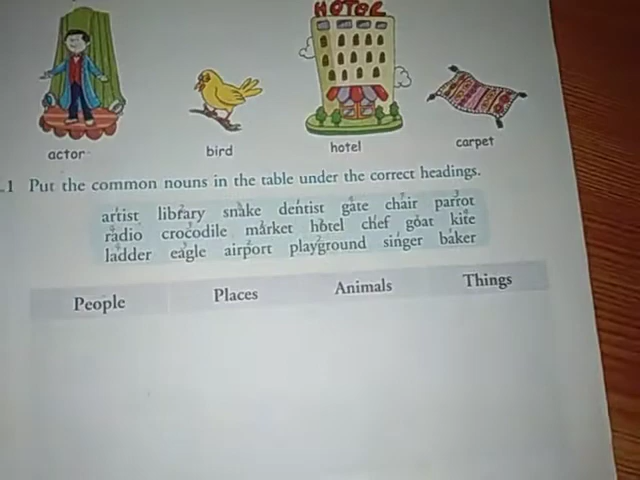 HOTEL
actor
bird
hotel
carpet
.1 Put the common nouns in the table under the correct headings.
artist library snake dentist gate chair parrot
radio crocodile market hotel chef goat kite
ladder eagle airport playground singer baker
People Places Animals Things